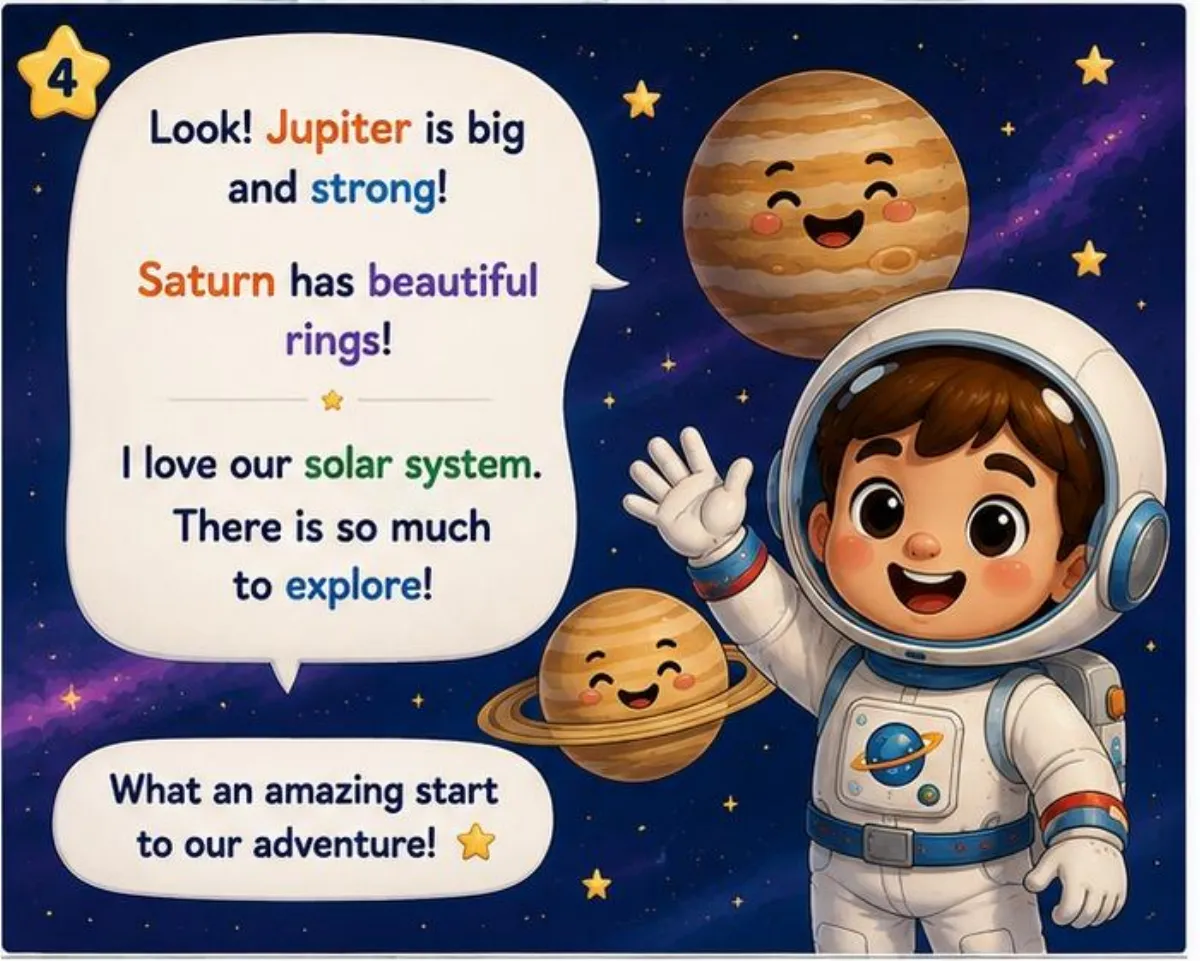 4
Look! Jupiter is big
and strong!
Saturn has beautiful
rings!
I love our solar system.
There is so much
to explore!
What an amazing start
to our adventure!